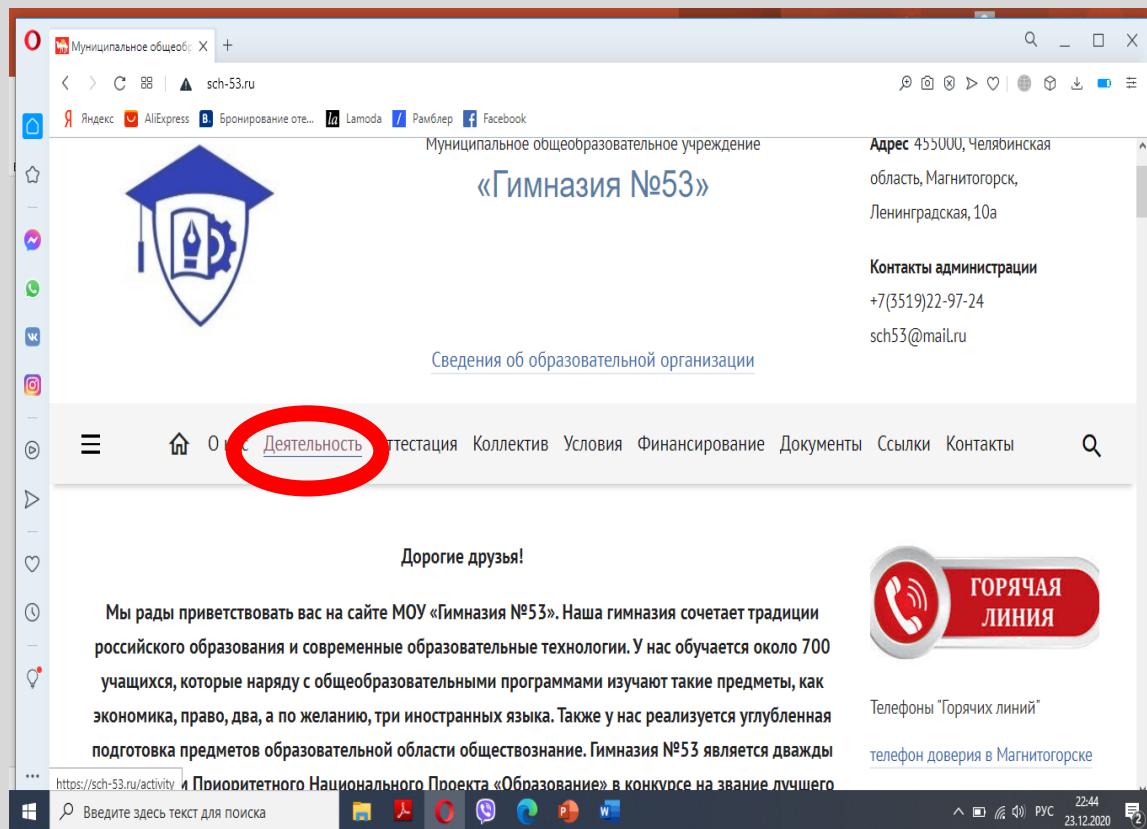 Муниципальное общеобр
sch-53.ru
Яндекс AliExpress Бронирование оте... Lamoda Рамблер Facebook
Муниципальное общеобразовательное учреждение
«Гимназия №53»
Сведения об образовательной организации
Адрес 455000, Челябинская
область, Магнитогорск,
Ленинградская, 10а
Контакты администрации
+7(3519)22-97-24
sch53@mail.ru
Деятельность Коллектив Условия Финансирование Документы Ссылки Контакты
Дорогие друзья!
Мы рады приветствовать вас на сайте МОУ «Гимназия №53». Наша гимназия сочетает традиции
российского образования и современные образовательные технологии. У нас обучается около 700
учащихся, которые наряду с общеобразовательными программами изучают такие предметы, как
экономика, право, два, а по желанию, три иностранных языка. Также у нас реализуется углубленная
подготовка предметов образовательной области обществознание. Гимназия №53 является дважды
Приоритетного Национального Проекта «Образование» в конкурсе на звание лучшего
ГОРЯЧАЯ
ЛИНИЯ
Телефоны "Горячих линий"
телефон доверия в Магнитогорске
https://sch-53.ru/activity
Введите здесь текст для поиска
РУС
22:44
23.12.2020
2